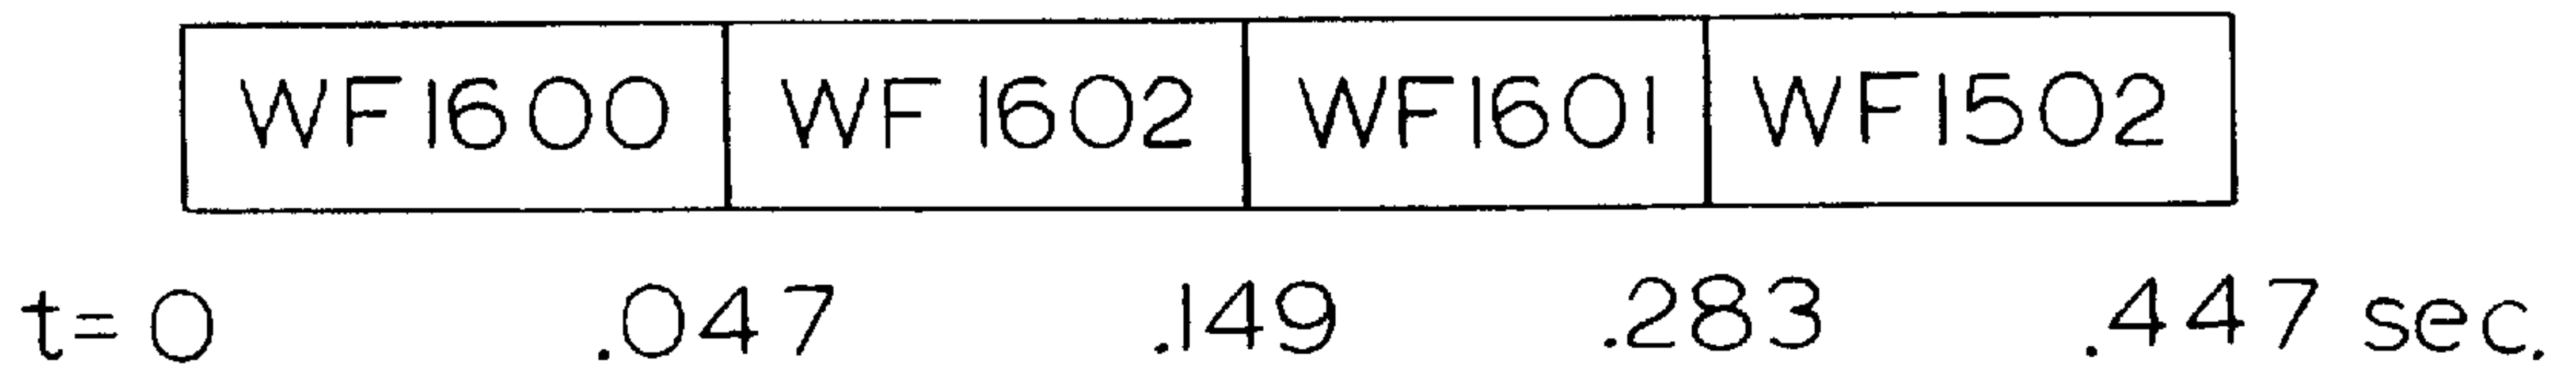 WF1600 WF 1602 WF1601 WF1502
t=0 .047 .149 .283 .447 sec.